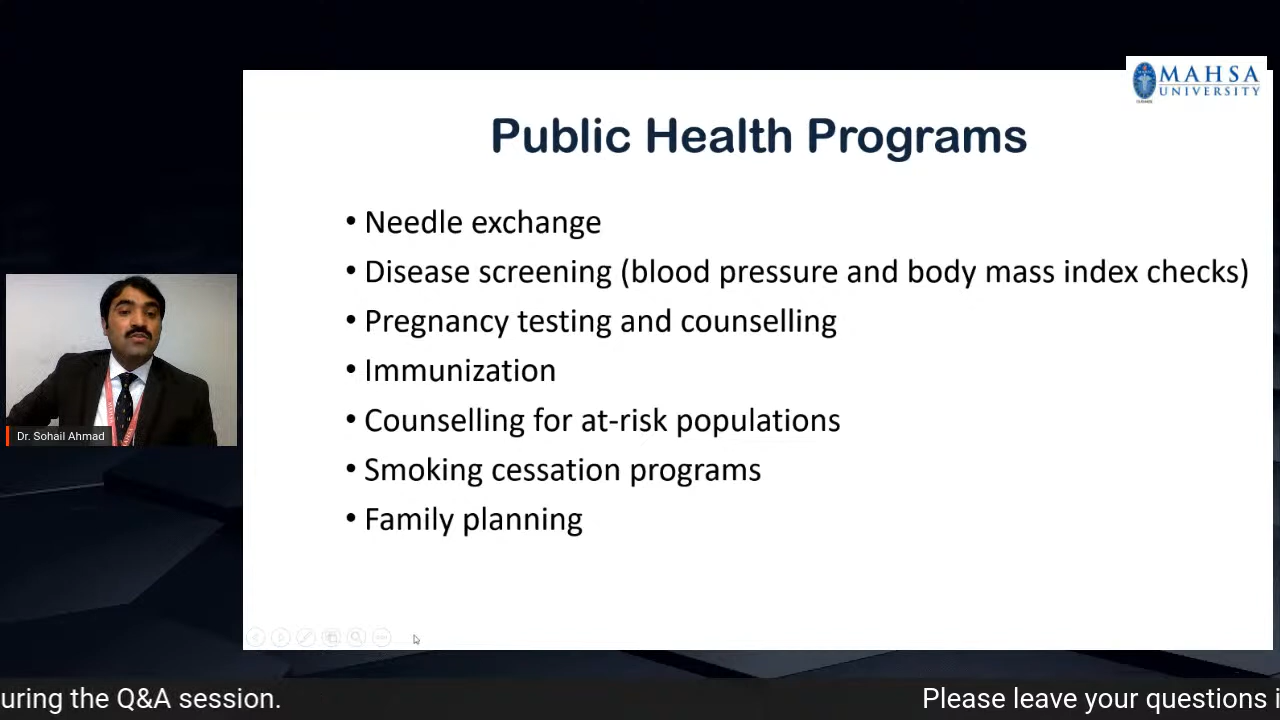 MAHSA
UNIVERSITY
Public Health Programs
• Needle exchange
• Disease screening (blood pressure and body mass index checks)
• Pregnancy testing and counselling
• Immunization
• Counselling for at-risk populations
• Smoking cessation programs
• Family planning
Dr. Sohail Ahmad
uring the Q&A session. Please leave your questions i